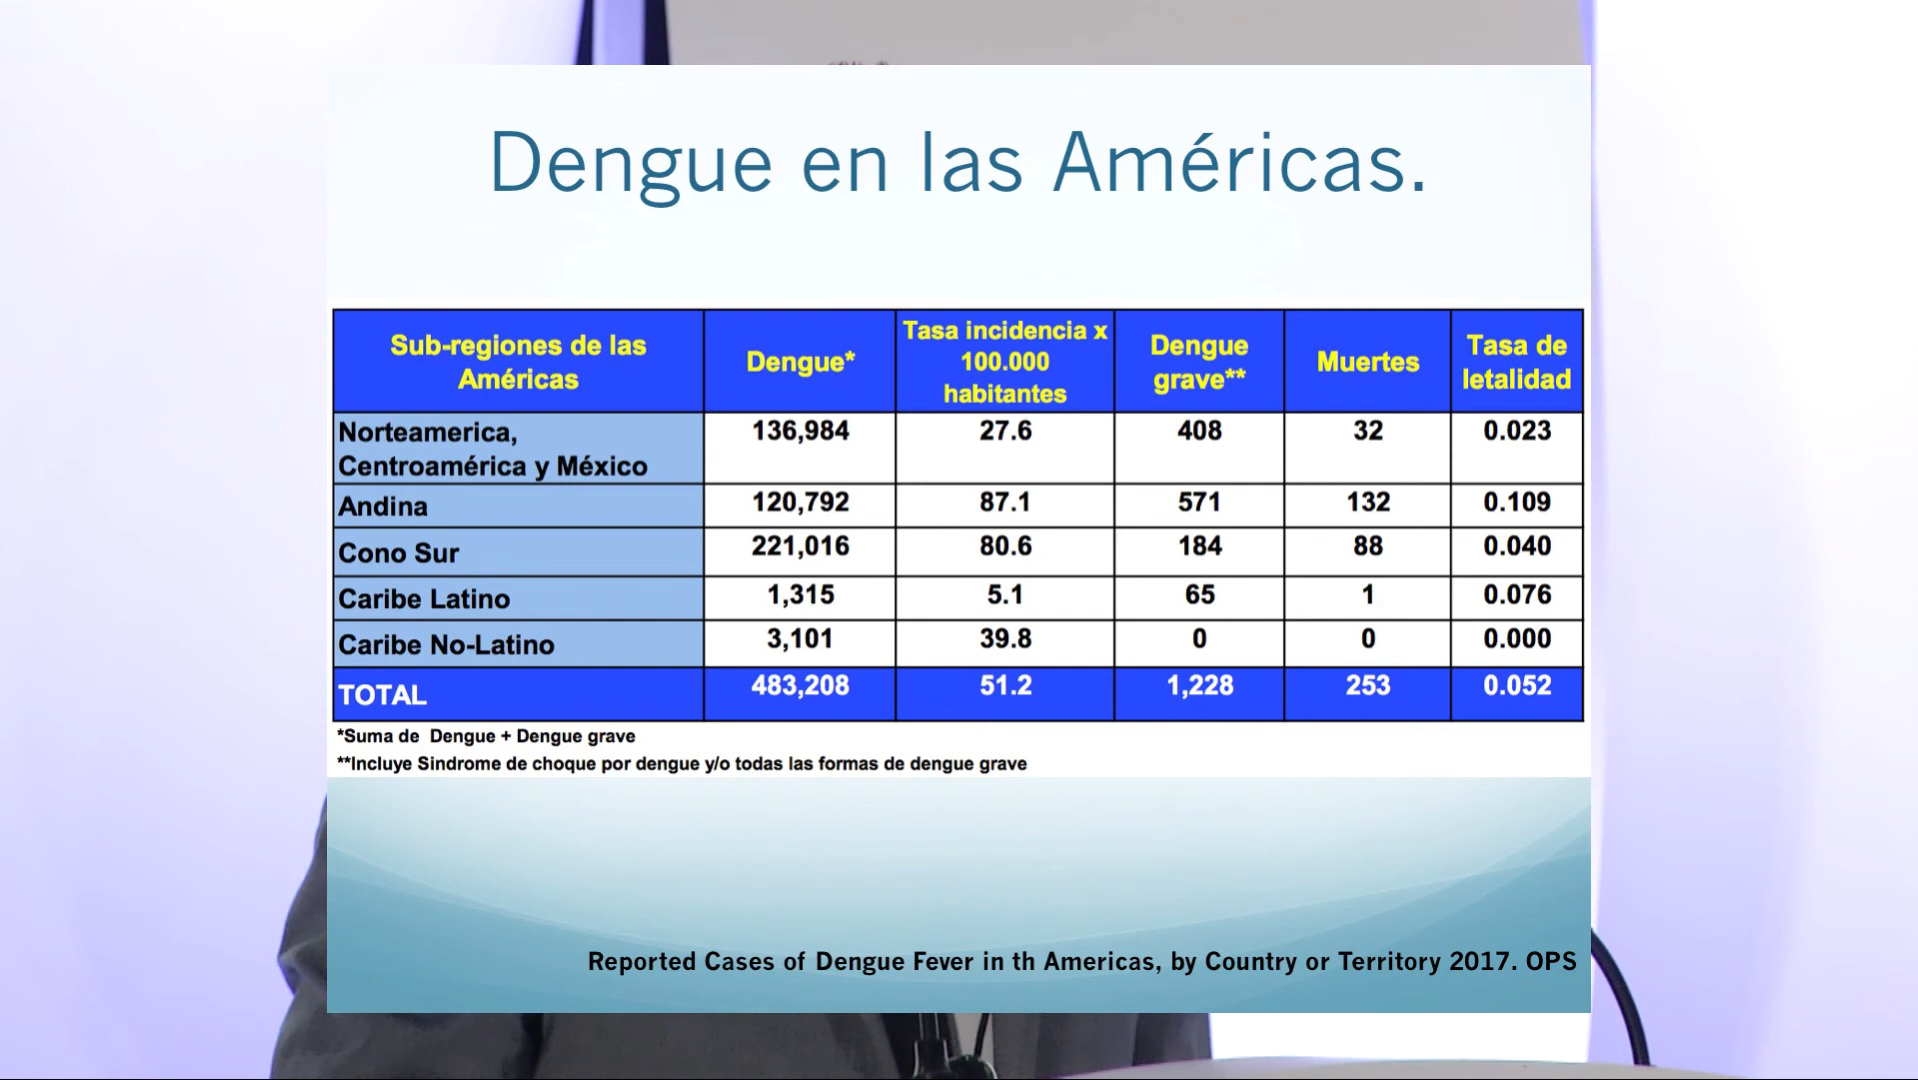 Dengue en las Américas.
Sub-regiones de las Américas Dengue* Tasa incidencia x 100.000 habitantes Dengue grave** Muertes Tasa de letalidad
Norteamerica, Centroamérica y México 136,984 27.6 408 32 0.023
Andina 120,792 87.1 571 132 0.109
Cono Sur 221,016 80.6 184 88 0.040
Caribe Latino 1,315 5.1 65 1 0.076
Caribe No-Latino 3,101 39.8 0 0 0.000
TOTAL 483,208 51.2 1,228 253 0.052
*Suma de Dengue + Dengue grave
**Incluye Sindrome de choque por dengue y/o todas las formas de dengue grave
Reported Cases of Dengue Fever in th Americas, by Country or Territory 2017. OPS